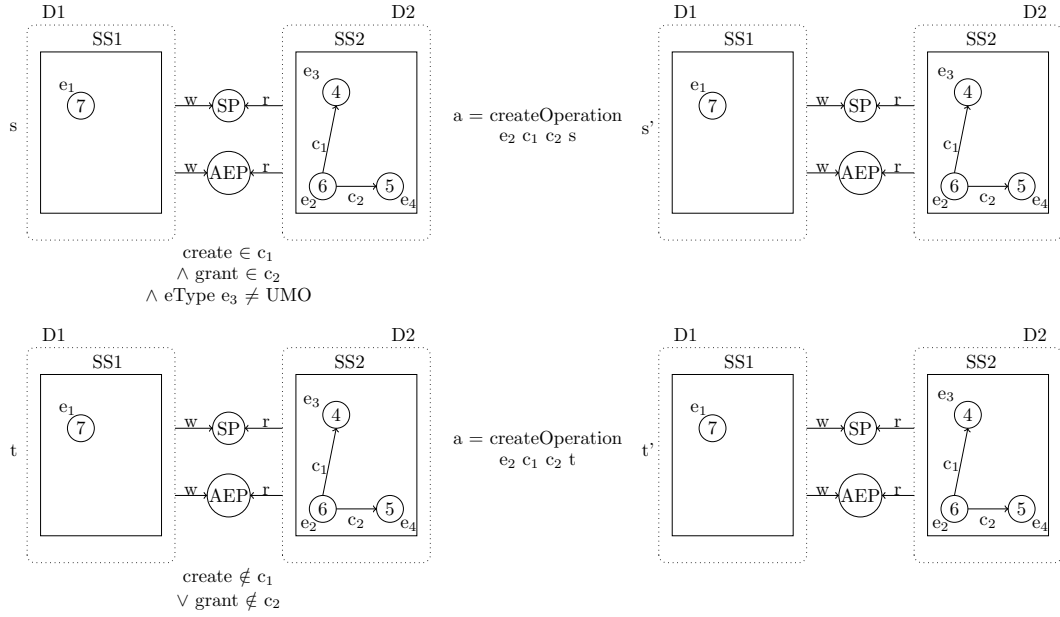 D1 D2 D1 D2
SS1 SS2 SS1 SS2
e3 4 e3 4
e1 7 w SP r e1 7 w SP r
s a = createOperation s'
e2 c1 c2 s
c1 c1
w AEP r w AEP r
6 5 6 5
e2 c2 e4 e2 c2 e4
create ∈ c1
∧ grant ∈ c2
∧ eType e3 ≠ UMO
D1 D2 D1 D2
SS1 SS2 SS1 SS2
e3 4 e3 4
e1 7 w SP r e1 7 w SP r
t a = createOperation t'
e2 c1 c2 t
c1 c1
w AEP r w AEP r
6 5 6 5
e2 c2 e4 e2 c2 e4
create ∉ c1
∨ grant ∉ c2